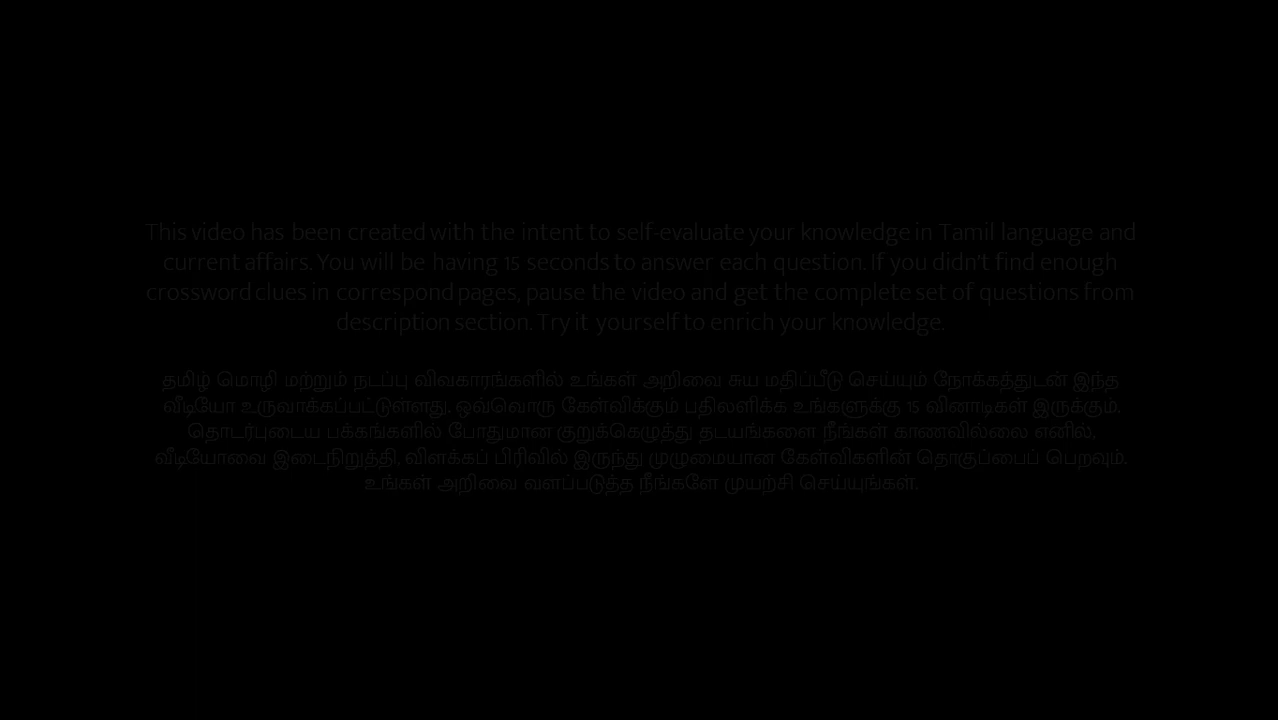 This video has been created with the intent to self-evaluate your knowledge in Tamil language and
current affairs. You will be having 15 seconds to answer each question. If you didn't find enough
crossword clues in correspond pages, pause the video and get the complete set of questions from
description section. Try it yourself to enrich your knowledge.
தமிழ் மொழி மற்றும் நடப்பு விவகாரங்களில் உங்கள் அறிவை சுய மதிப்பீடு செய்யும் நோக்கத்துடன் இந்த
வீடியோ உருவாக்கப்பட்டுள்ளது. ஒவ்வொரு கேள்விக்கும் பதிலளிக்க உங்களுக்கு 15 வினாடிகள் இருக்கும்.
தொடர்புடைய பக்கங்களில் போதுமான குறுக்கெழுத்து தடயங்களை நீங்கள் காணவில்லை எனில்,
வீடியோவை இடைநிறுத்தி, விளக்கப் பிரிவில் இருந்து முழுமையான கேள்விகளின் தொகுப்பைப் பெறவும்.
உங்கள் அறிவை வளப்படுத்த நீங்களே முயற்சி செய்யுங்கள்.